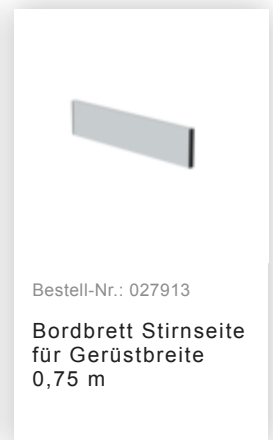 Bestell-Nr.: 027913
Bordbrett Stirnseite
für Gerüstbreite
0,75 m